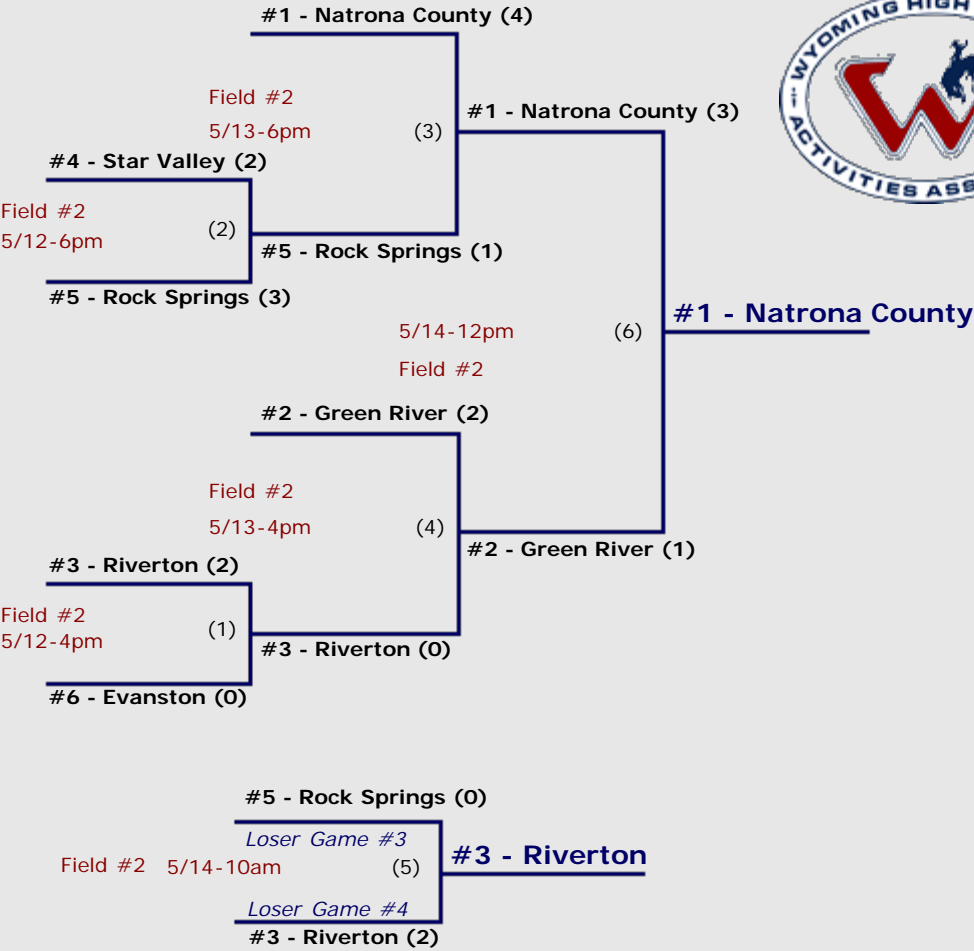 #1 - Natrona County (4)
WYOMING HIGH
ACTIVITIES ASS
Field #2
5/13-6pm
(3)
#1 - Natrona County (3)
#4 - Star Valley (2)
Field #2
5/12-6pm
(2)
#5 - Rock Springs (1)
#5 - Rock Springs (3)
5/14-12pm
(6)
#1 - Natrona County
Field #2
#2 - Green River (2)
Field #2
5/13-4pm
(4)
#2 - Green River (1)
#3 - Riverton (2)
Field #2
5/12-4pm
(1)
#3 - Riverton (0)
#6 - Evanston (0)
#5 - Rock Springs (0)
Loser Game #3
Field #2 5/14-10am
(5)
#3 - Riverton
Loser Game #4
#3 - Riverton (2)